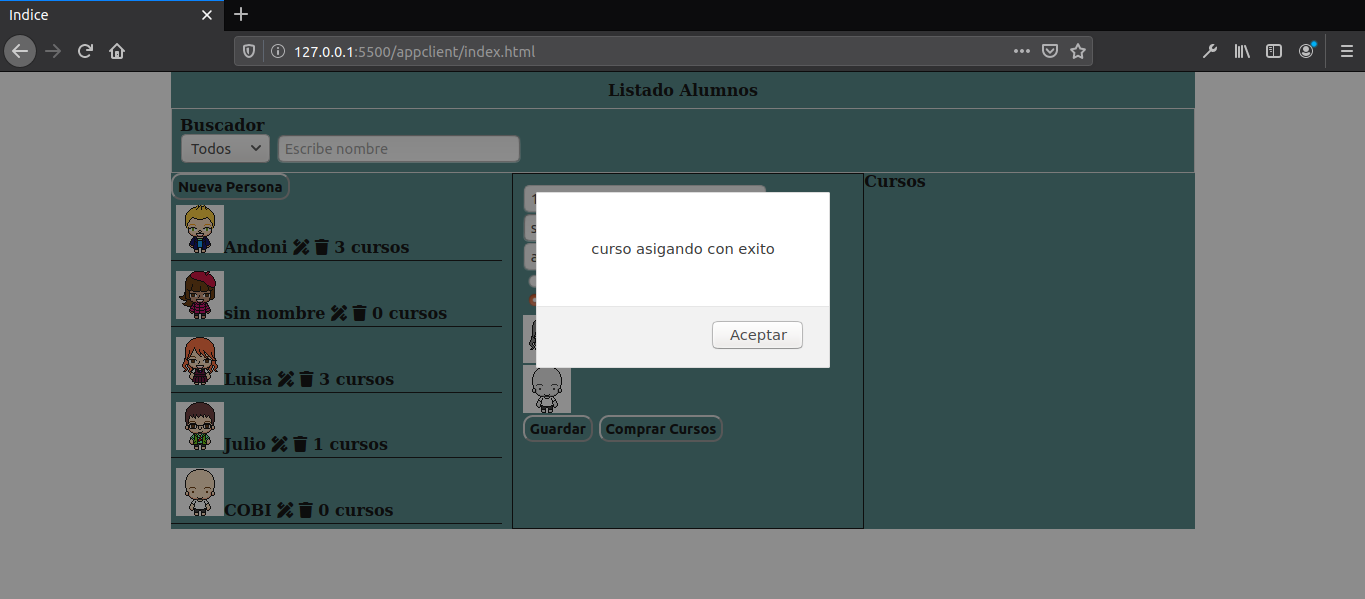 Indice
127.0.0.1:5500/appclient/index.html
Listado Alumnos
Buscador
Todos
Escribe nombre
Nueva Persona
Andoni 3 cursos
sin nombre 0 cursos
Luisa 3 cursos
Julio 1 cursos
COBI 0 cursos
curso asigando con exito
Aceptar
Guardar
Comprar Cursos
Cursos